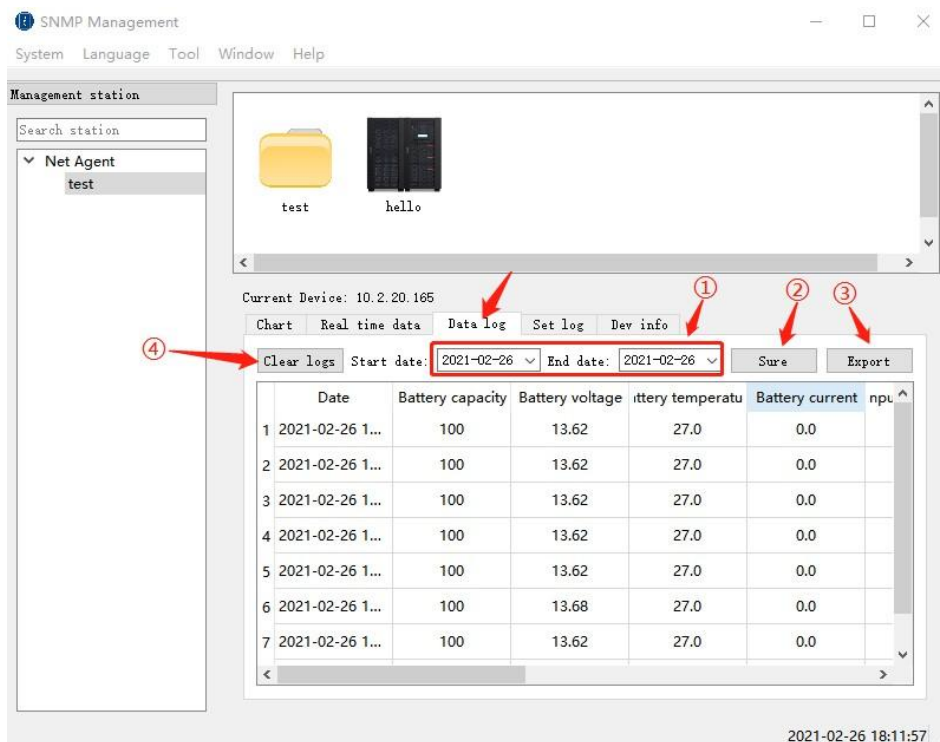 SNMP Management
System Language Tool Window Help
Management station
Search station
Net Agent
test
test hello
Current Device: 10.2.20.165
① ② ③
Chart Real time data Data log Set log Dev info
④
Clear logs Start date: 2021-02-26 End date: 2021-02-26 Sure Export
Date Battery capacity Battery voltage ittery temperatu Battery current npu
1 2021-02-26 1... 100 13.62 27.0 0.0
2 2021-02-26 1... 100 13.62 27.0 0.0
3 2021-02-26 1... 100 13.62 27.0 0.0
4 2021-02-26 1... 100 13.62 27.0 0.0
5 2021-02-26 1... 100 13.62 27.0 0.0
6 2021-02-26 1... 100 13.68 27.0 0.0
7 2021-02-26 1... 100 13.62 27.0 0.0
2021-02-26 18:11:57